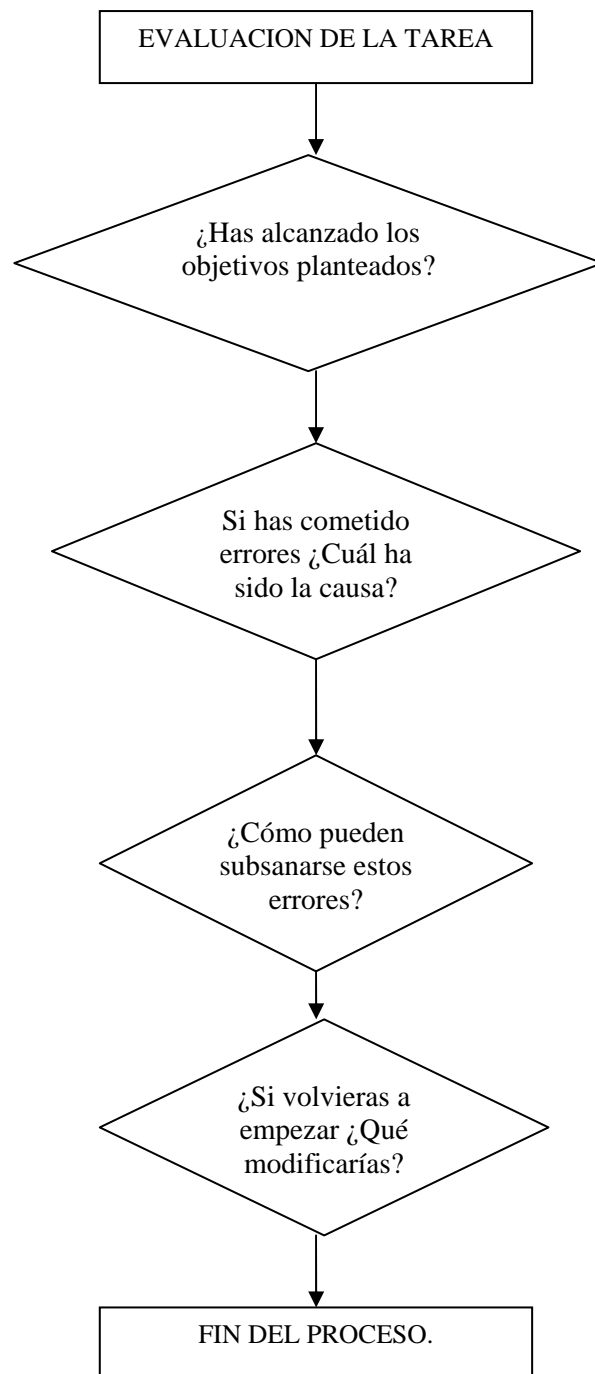 EVALUACION DE LA TAREA
¿Has alcanzado los
objetivos planteados?
Si has cometido
errores ¿Cuál ha
sido la causa?
¿Cómo pueden
subsanarse estos
errores?
¿Si volvieras a
empezar ¿Qué
modificarías?
FIN DEL PROCESO.